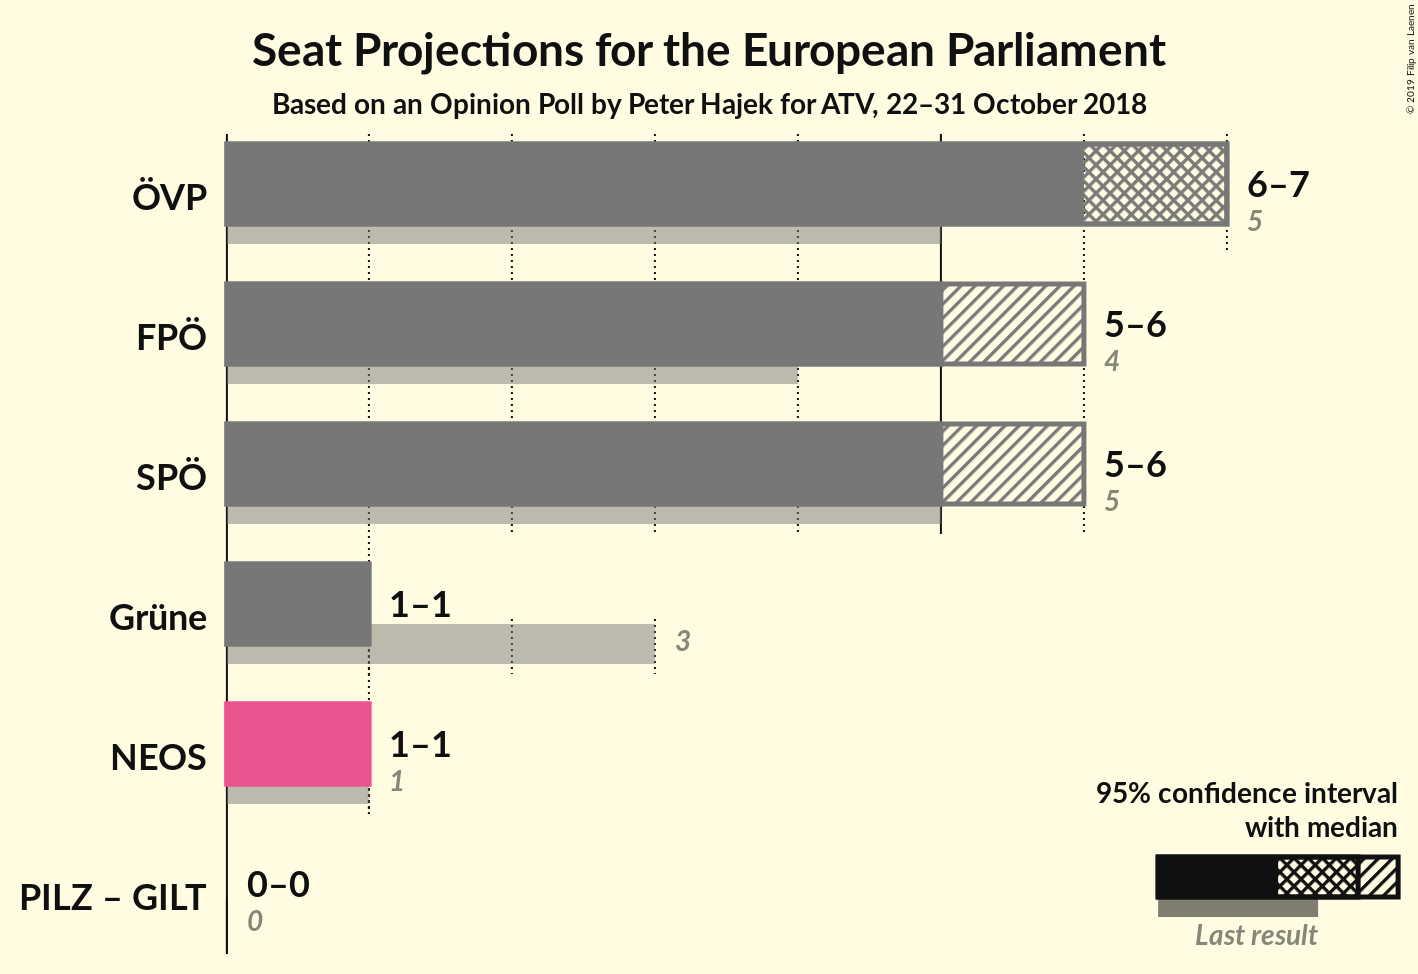 Seat Projections for the European Parliament
Based on an Opinion Poll by Peter Hajek for ATV, 22–31 October 2018
© 2019 Filip van Laenen
ÖVP
6–7
5
FPÖ
5–6
4
SPÖ
5–6
5
Grüne
1–1
3
NEOS
1–1
1
PILZ – GILT
0–0
0
95% confidence interval
with median
Last result